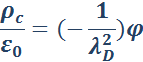 ρ_c/ε_0 = (−1/λ_D^2)φ